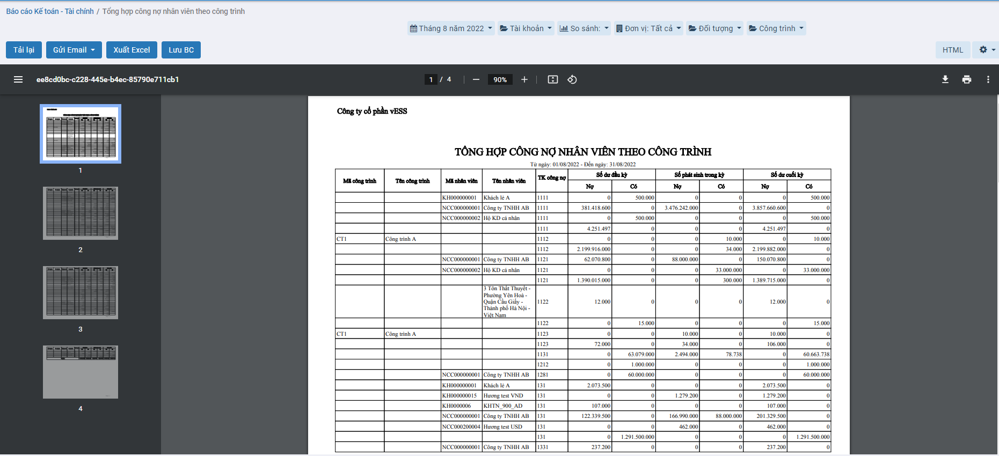 Báo cáo Kế toán - Tài chính / Tổng hợp công nợ nhân viên theo công trình
Tháng 8 năm 2022 Tài khoản So sánh: Đơn vị: Tất cả Đối tượng Công trình
Tải lại Gửi Email Xuất Excel Lưu BC HTML
ee8cd0bc-c228-445e-b4ec-85790e711cb1 1 / 4 90%
1
2
3
4
Công ty cổ phần vESS
TỔNG HỢP CÔNG NỢ NHÂN VIÊN THEO CÔNG TRÌNH
Từ ngày: 01/08/2022 - Đến ngày: 31/08/2022
Mã công trình Tên công trình Mã nhân viên Tên nhân viên TK công nợ Số dư đầu kỳ Số phát sinh trong kỳ Số dư cuối kỳ
Nợ Có Nợ Có Nợ Có
KH000000001 Khách lẻ A 1111 0 500.000 0 0 0 500.000
NCC000000001 Công ty TNHH AB 1111 381.418.600 0 3.476.242.000 0 3.857.660.600 0
NCC000000002 Hộ KD cá nhân 1111 0 500.000 0 0 0 500.000
1111 4.251.497 0 0 0 4.251.497 0
CT1 Công trình A 1112 0 0 0 10.000 0 10.000
1112 2.199.916.000 0 0 34.000 2.199.882.000 0
NCC000000001 Công ty TNHH AB 1121 62.070.800 0 88.000.000 0 150.070.800 0
NCC000000002 Hộ KD cá nhân 1121 0 0 0 33.000.000 0 33.000.000
1121 1.390.015.000 0 0 300.000 1.389.715.000 0
3 Tôn Thất Thuyết -
Phường Yên Hoà -
Quận Cầu Giấy -
Thành phố Hà Nội -
Việt Nam
1122 12.000 0 0 0 12.000 0
1122 0 15.000 0 0 0 15.000
CT1 Công trình A 1123 0 0 10.000 0 10.000 0
1123 72.000 0 34.000 0 106.000 0
1131 0 63.079.000 2.494.000 78.738 0 60.663.738
1212 0 1.000.000 0 0 0 1.000.000
NCC000000001 Công ty TNHH AB 1281 0 60.000.000 0 0 0 60.000.000
KH000000001 Khách lẻ A 131 2.073.500 0 0 0 2.073.500 0
KH000000015 Hương test VND 131 0 0 1.279.200 0 1.279.200 0
KH0000006 KHTN_900_AD 131 107.000 0 0 0 107.000 0
NCC000000001 Công ty TNHH AB 131 122.339.500 0 166.990.000 88.000.000 201.329.500 0
NCC000200004 Hương test USD 131 0 0 462.000 0 462.000 0
131 0 1.291.500.000 0 0 0 1.291.500.000
NCC000000001 Công ty TNHH AB 1331 237.200 0 0 0 237.200 0